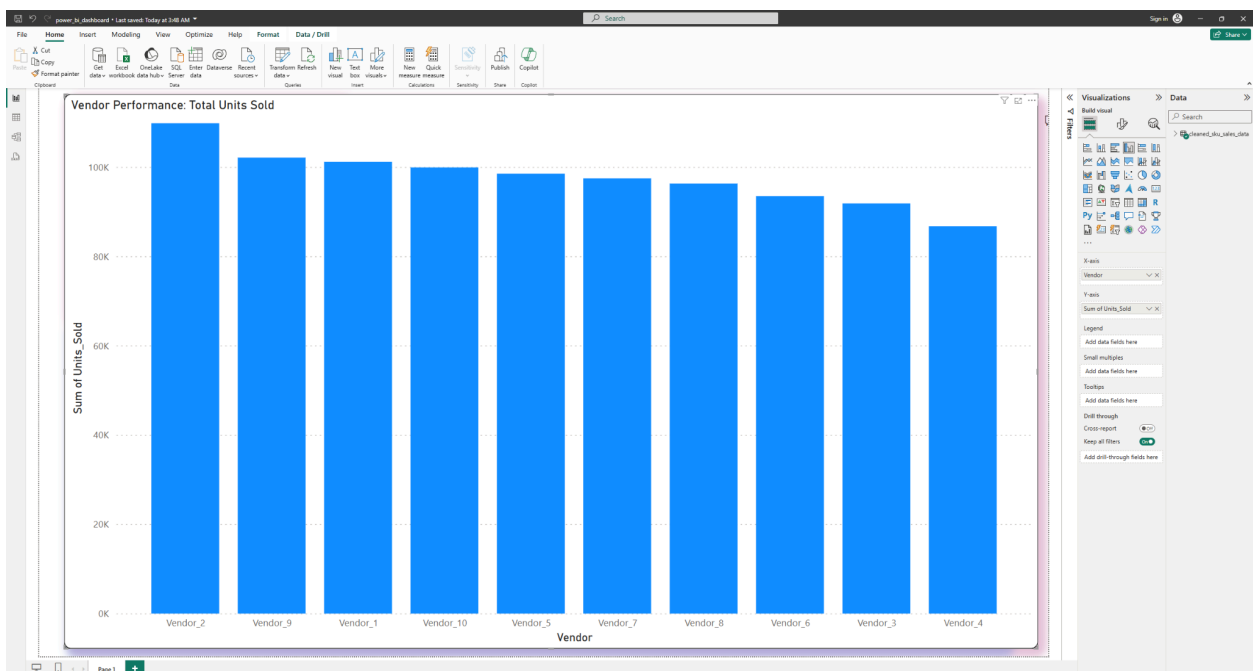 power_bi_dashboard • Last saved: Today at 3:48 AM
Search
Sign in
File Home Insert Modeling View Optimize Help Format Data / Drill
Share
Paste
Cut
Copy
Format painter
Clipboard
Get data
Excel workbook
OneLake data hub
SQL Server
Enter data
Dataverse
Recent sources
Data
Transform data
Refresh
Queries
New visual
Text box
More visuals
Insert
New measure
Quick measure
Calculations
Sensitivity
Sensitivity
Publish
Share
Copilot
Copilot
Vendor Performance: Total Units Sold
Sum of Units_Sold
100K
80K
60K
40K
20K
0K
Vendor_2 Vendor_9 Vendor_1 Vendor_10 Vendor_5 Vendor_7 Vendor_8 Vendor_6 Vendor_3 Vendor_4
Vendor
Filters
Visualizations
Build visual
R
Py
X-axis
Vendor
Y-axis
Sum of Units_Sold
Legend
Add data fields here
Small multiples
Add data fields here
Tooltips
Add data fields here
Drill through
Cross-report
Off
Keep all filters
On
Add drill-through fields here
Data
Search
cleaned_sku_sales_data
Page 1